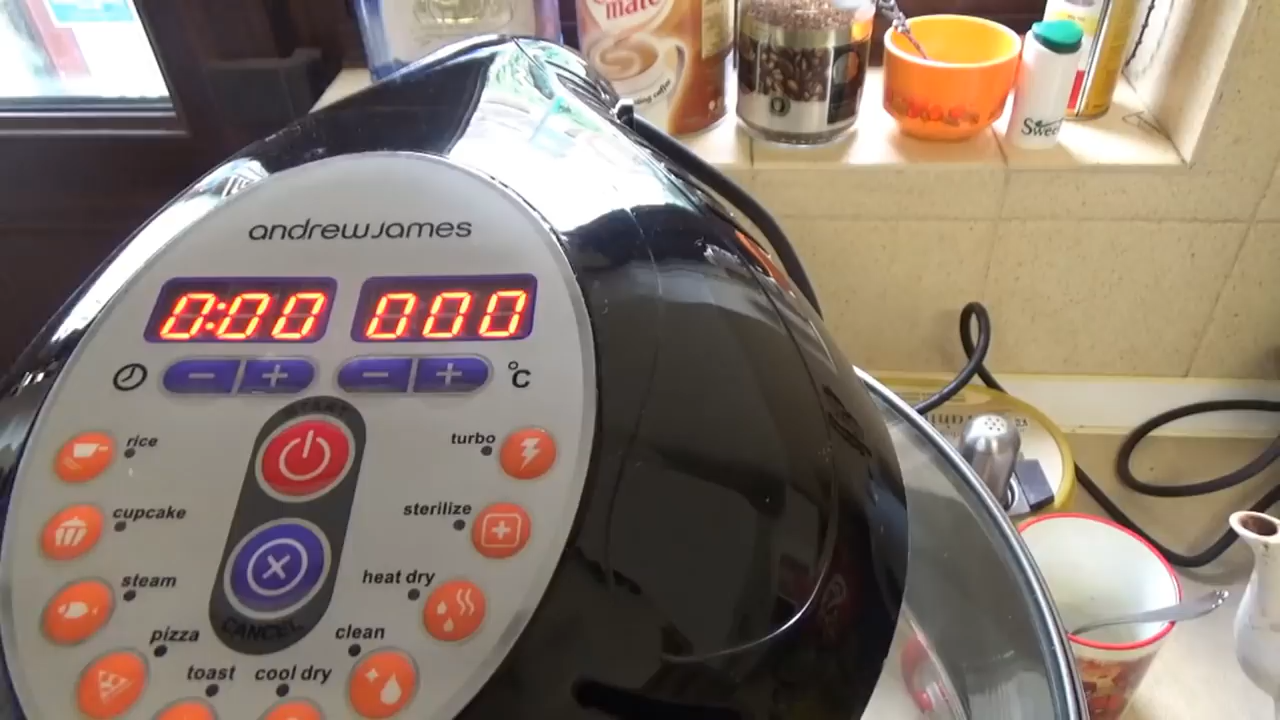 mate
Sweet
andrewjames
0:00 000
°C
START
rice
turbo
cupcake
sterilize
steam
heat dry
CANCEL
pizza
clean
toast
cool dry